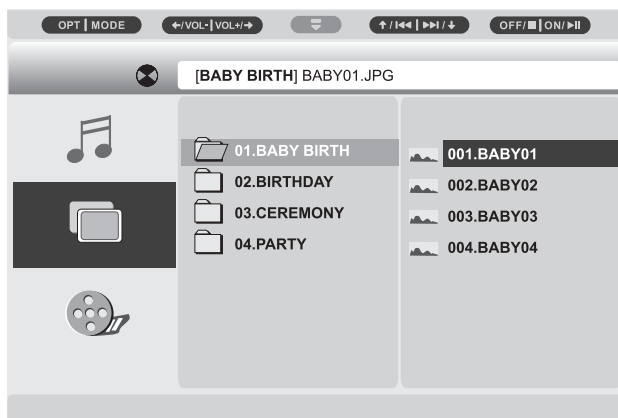 OPT | MODE ←/VOL- | VOL+/→ ↑/⏮ | ⏭/↓ OFF/■ | ON/⏯
[BABY BIRTH] BABY01.JPG
01.BABY BIRTH 001.BABY01
02.BIRTHDAY 002.BABY02
03.CEREMONY 003.BABY03
04.PARTY 004.BABY04